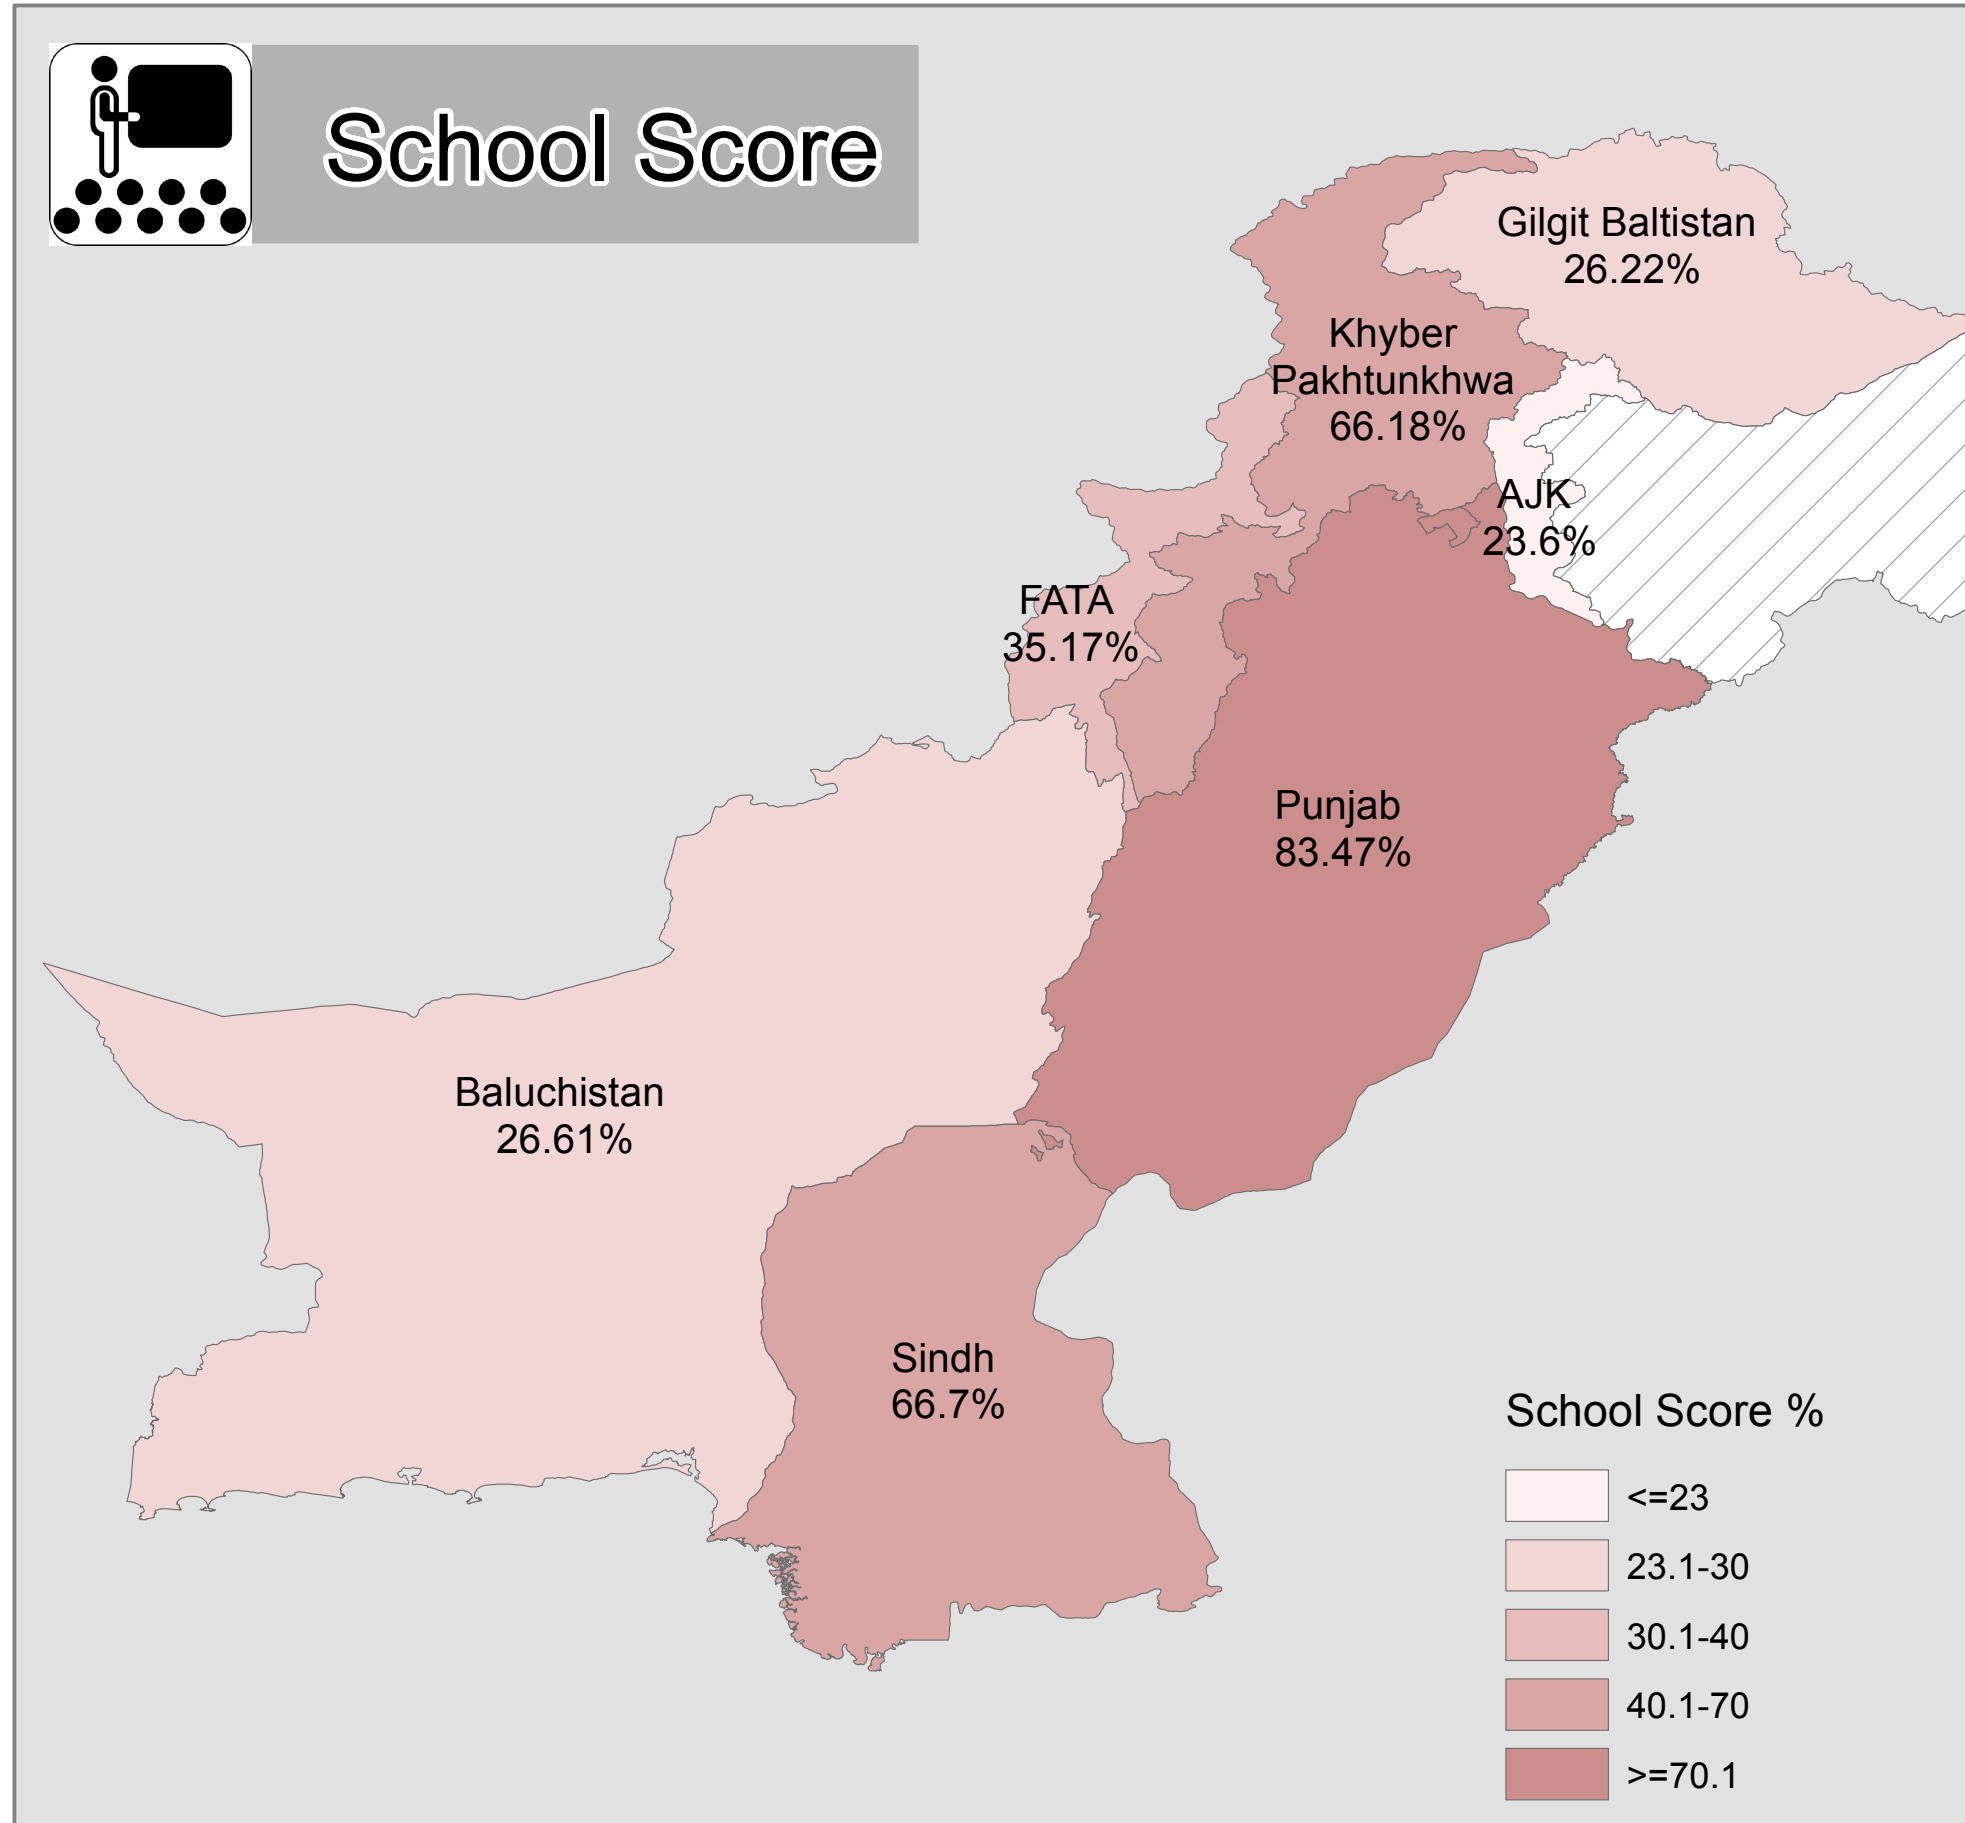 School Score
Gilgit Baltistan
26.22%
Khyber
Pakhtunkhwa
66.18%
AJK
23.6%
FATA
35.17%
Punjab
83.47%
Baluchistan
26.61%
Sindh
66.7%
School Score %
<=23
23.1-30
30.1-40
40.1-70
>=70.1